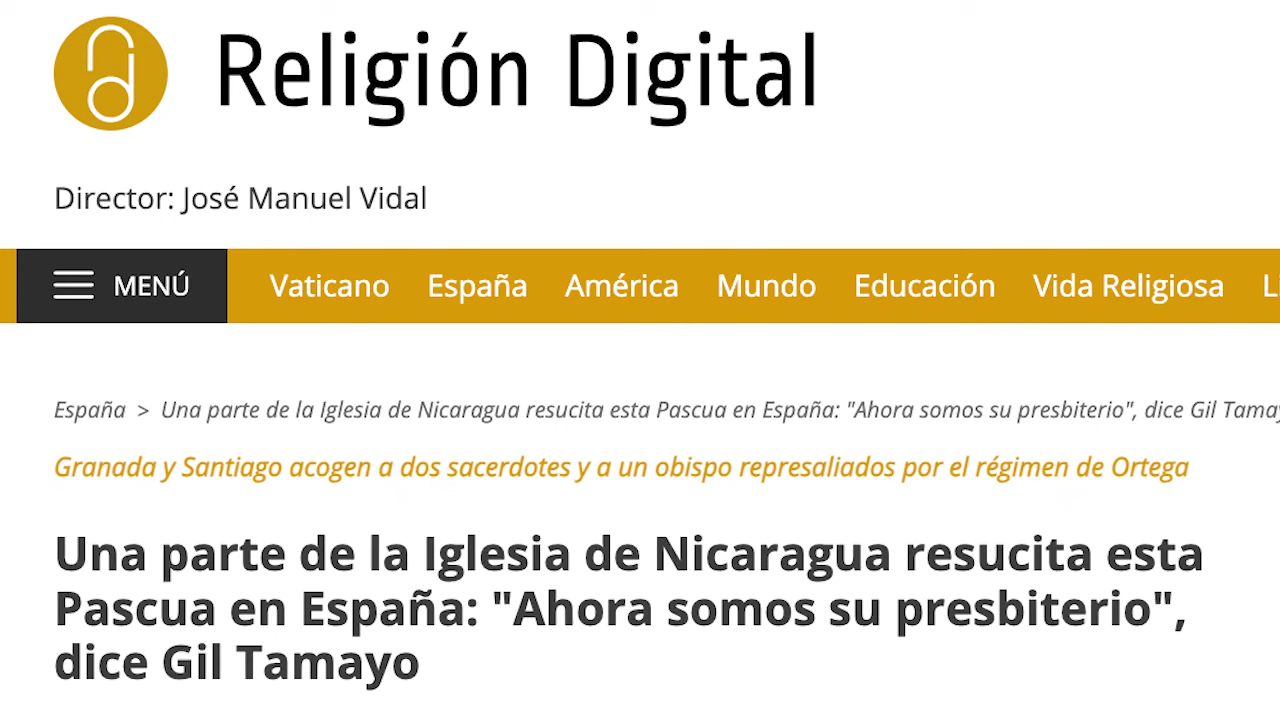 Religión Digital
Director: José Manuel Vidal
MENÚ Vaticano España América Mundo Educación Vida Religiosa
España > Una parte de la Iglesia de Nicaragua resucita esta Pascua en España: "Ahora somos su presbiterio", dice Gil Tamay
Granada y Santiago acogen a dos sacerdotes y a un obispo represaliados por el régimen de Ortega
Una parte de la Iglesia de Nicaragua resucita esta
Pascua en España: "Ahora somos su presbiterio",
dice Gil Tamayo